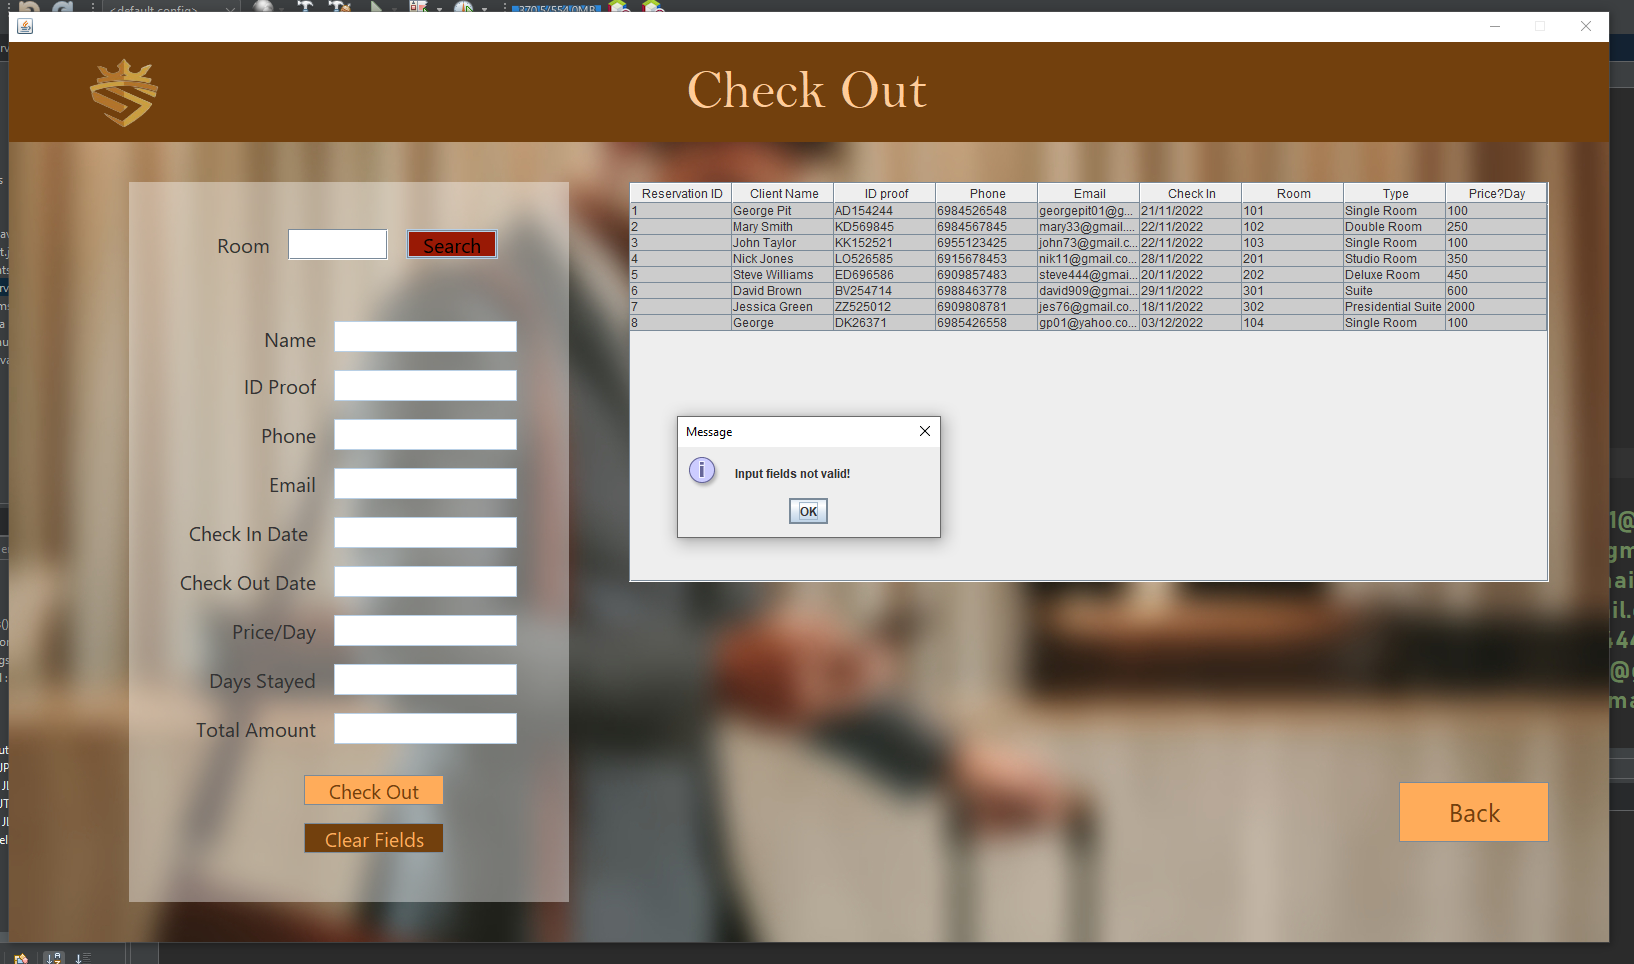 <default config>
370,5/554,0MB
Check Out
Room
Search
Name
ID Proof
Phone
Email
Check In Date
Check Out Date
Price/Day
Days Stayed
Total Amount
Check Out
Clear Fields
Reservation ID Client Name ID proof Phone Email Check In Room Type Price?Day
1 George Pit AD154244 6984526548 georgepit01@g... 21/11/2022 101 Single Room 100
2 Mary Smith KD569845 6984567845 mary33@gmail.... 22/11/2022 102 Double Room 250
3 John Taylor KK152521 6955123425 john73@gmail.c... 22/11/2022 103 Single Room 100
4 Nick Jones LO526585 6915678453 nik11@gmail.co... 28/11/2022 201 Studio Room 350
5 Steve Williams ED696586 6909857483 steve444@gmai... 20/11/2022 202 Deluxe Room 450
6 David Brown BV254714 6988463778 david909@gmai... 29/11/2022 301 Suite 600
7 Jessica Green ZZ525012 6909808781 jes76@gmail.co... 18/11/2022 302 Presidential Suite 2000
8 George DK26371 6985426558 gp01@yahoo.co... 03/12/2022 104 Single Room 100
Message
Input fields not valid!
OK
Back